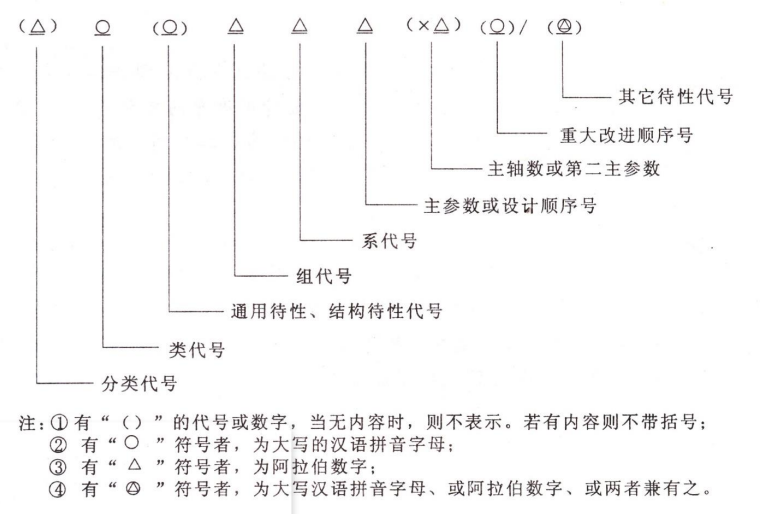 (△) ○ (○) △ △ △ (×△) (○)/ (◎)
其它待性代号
重大改进顺序号
主轴数或第二主参数
主参数或设计顺序号
系代号
组代号
通用待性、结构待性代号
类代号
分类代号
注:①有“()”的代号或数字,当无内容时,则不表示。若有内容则不带括号;
② 有“○ ”符号者,为大写的汉语拼音字母;
③ 有“△ ”符号者,为阿拉伯数字;
④ 有“◎ ”符号者,为大写汉语拼音字母、或阿拉伯数字、或两者兼有之。